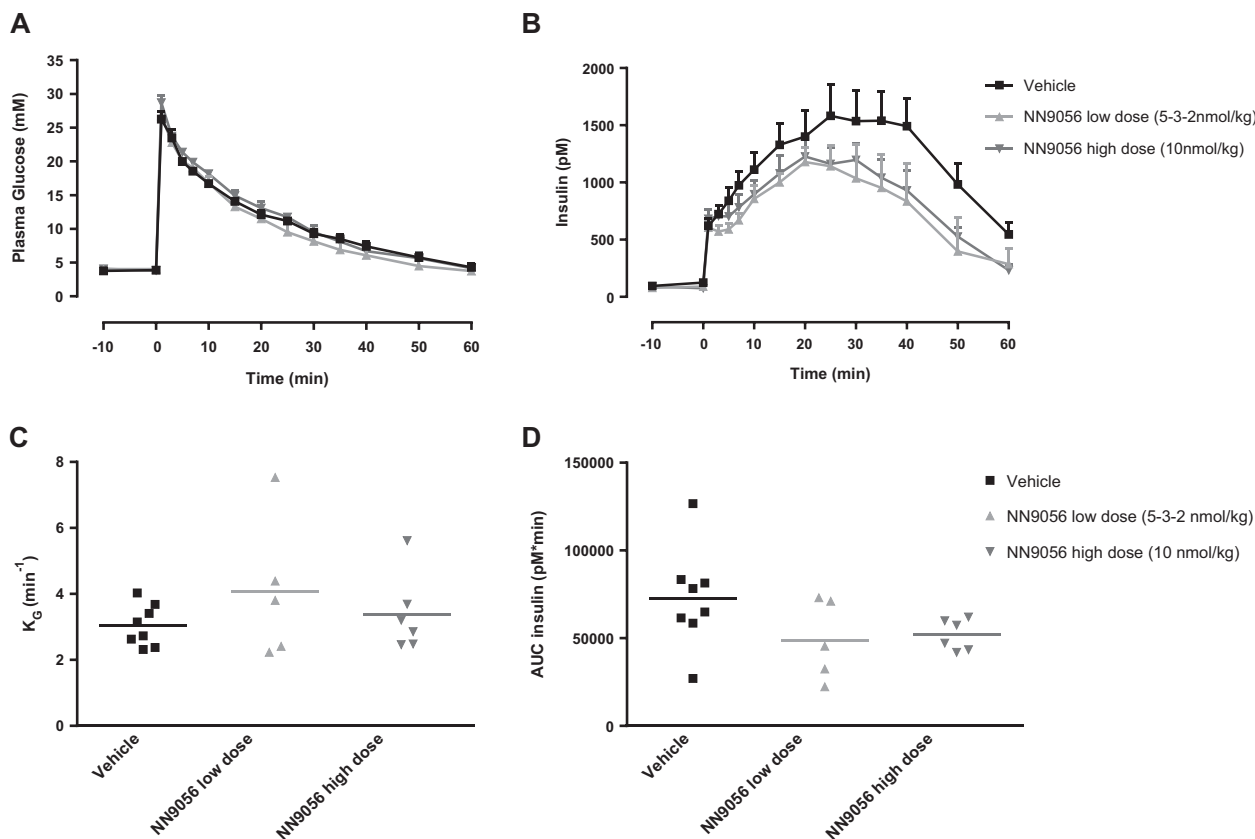 A
Plasma Glucose (mM)
35
30
25
20
15
10
5
0
-10 0 10 20 30 40 50 60
Time (min)
B
Insulin (pM)
2000
1500
1000
500
0
-10 0 10 20 30 40 50 60
Time (min)
Vehicle
NN9056 low dose (5-3-2nmol/kg)
NN9056 high dose (10nmol/kg)
C
K_G (min⁻¹)
8
6
4
2
0
Vehicle
NN9056 low dose
NN9056 high dose
D
AUC insulin (pM*min)
150000
100000
50000
0
Vehicle
NN9056 low dose
NN9056 high dose
Vehicle
NN9056 low dose (5-3-2 nmol/kg)
NN9056 high dose (10 nmol/kg)